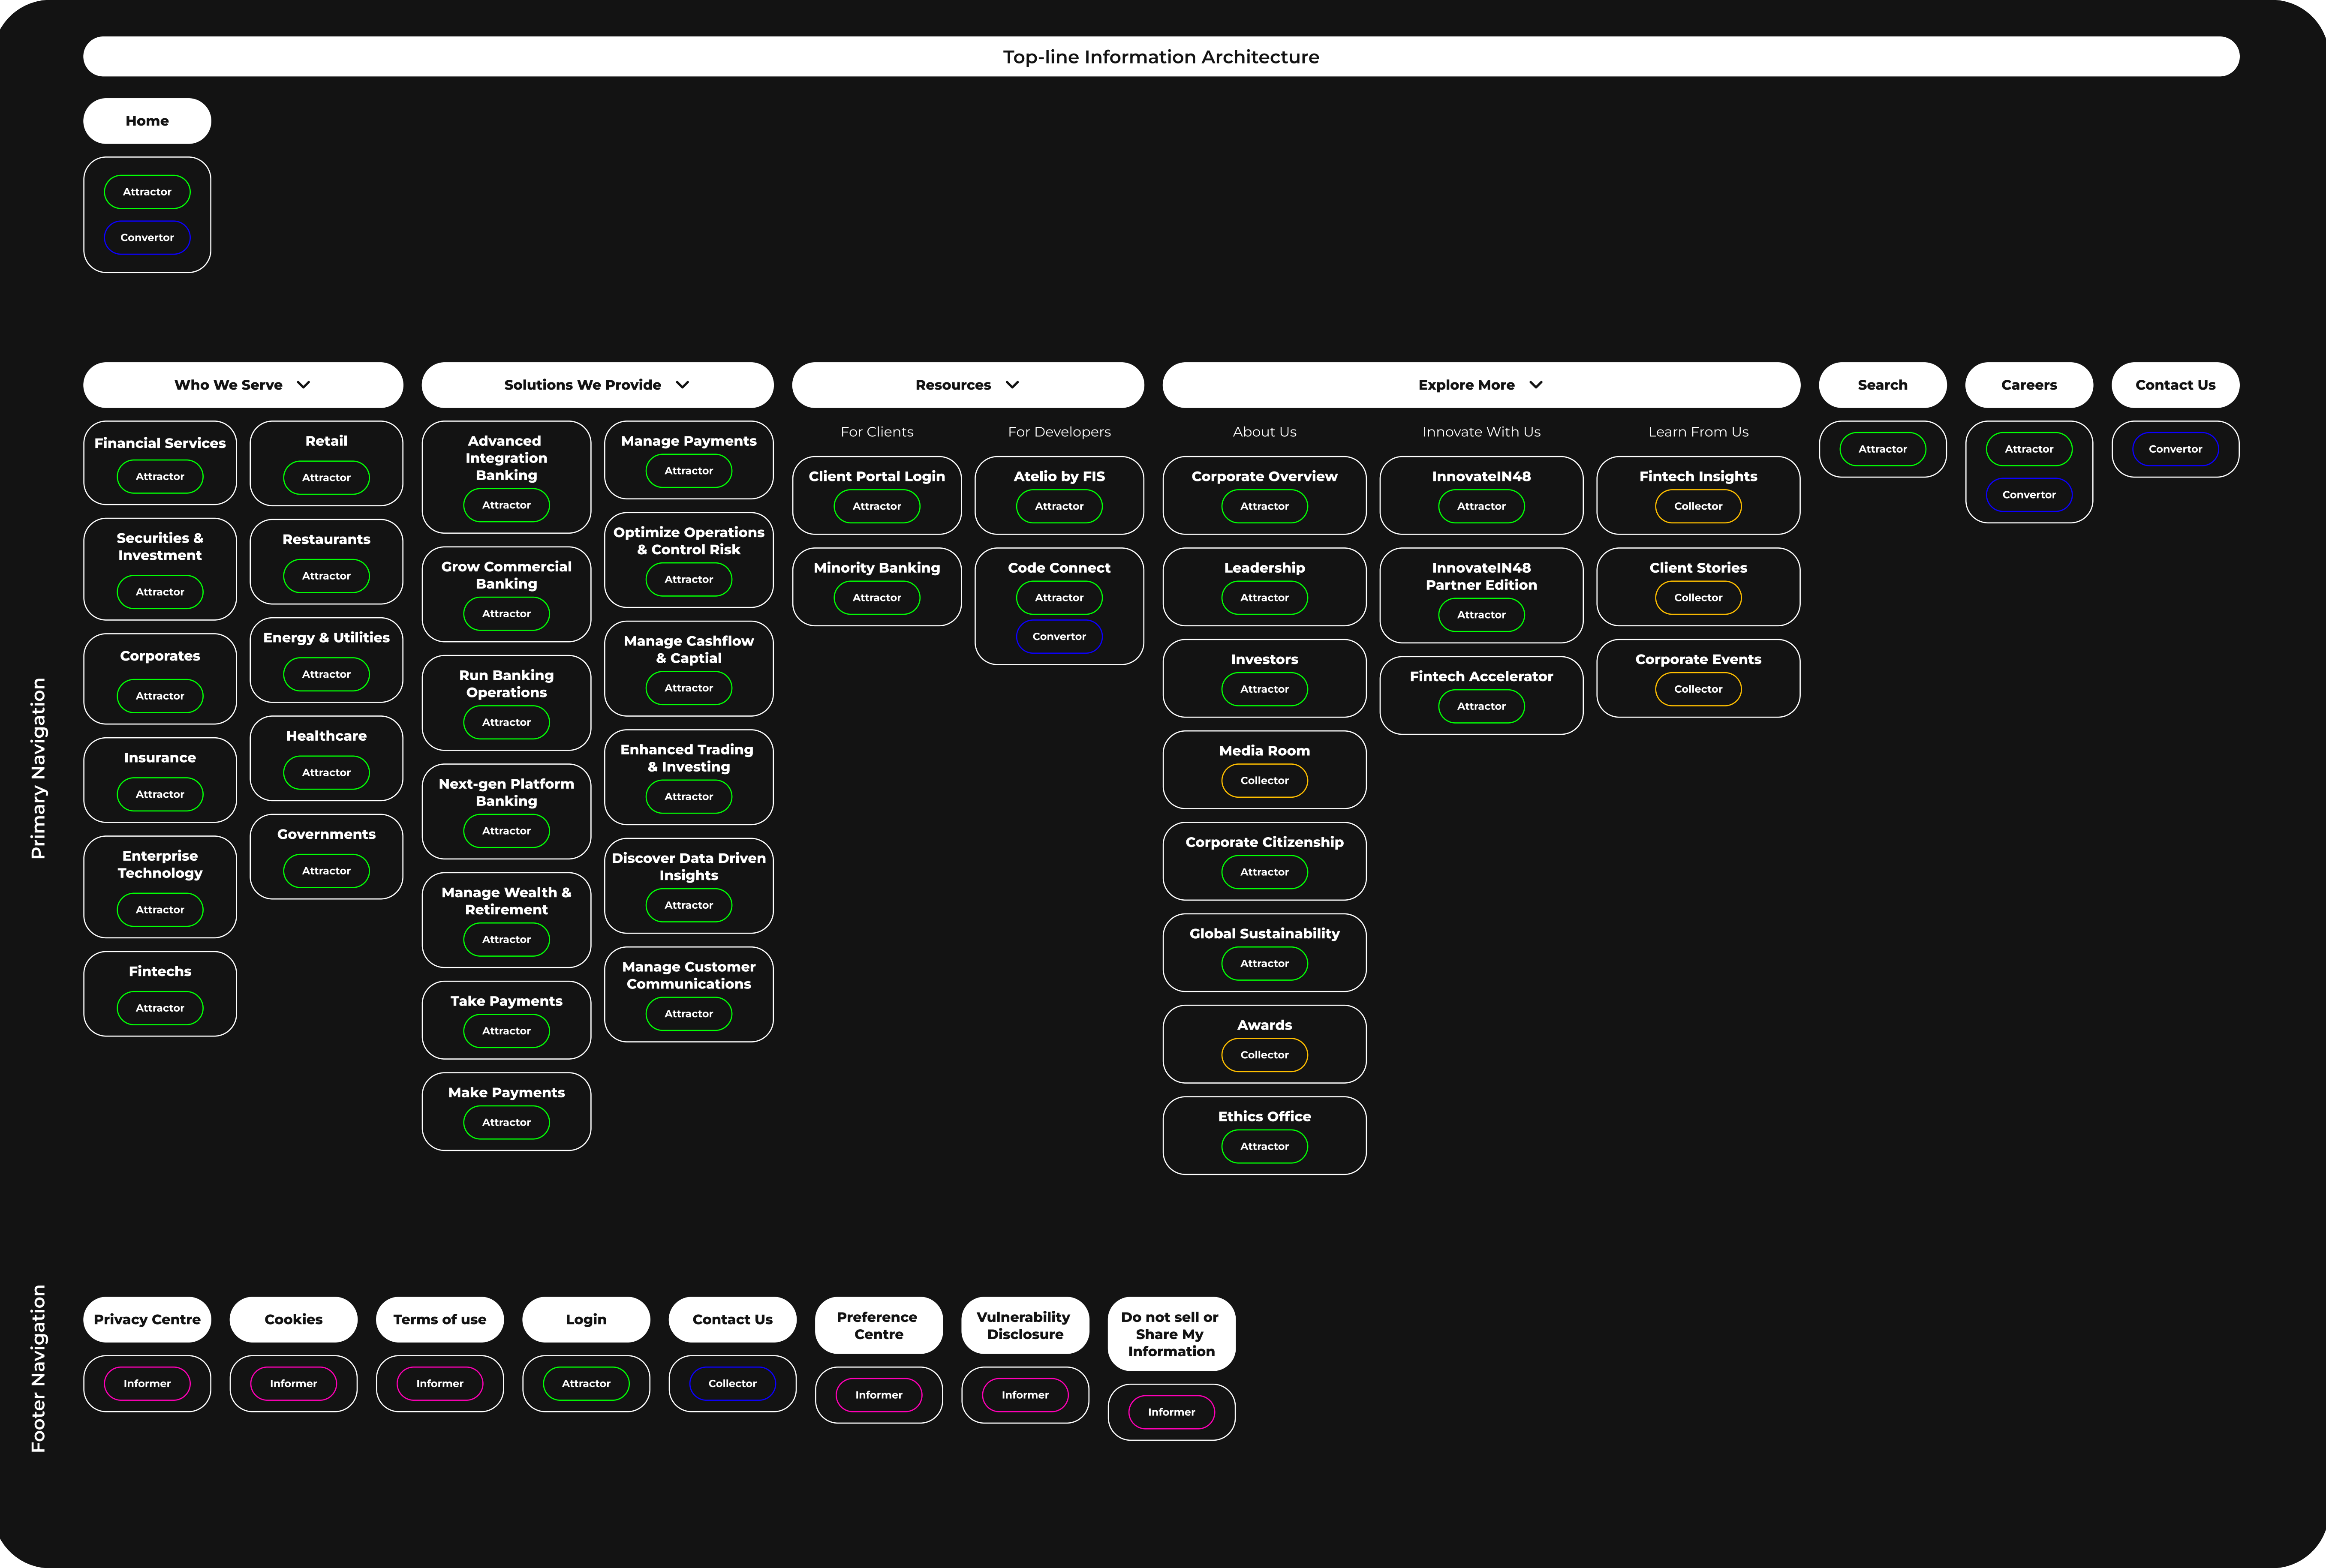 Top-line Information Architecture
Home
Attractor
Convertor
Primary Navigation
Who We Serve
Financial Services
Attractor
Securities &
Investment
Attractor
Corporates
Attractor
Insurance
Attractor
Enterprise
Technology
Attractor
Fintechs
Attractor
Retail
Attractor
Restaurants
Attractor
Energy & Utilities
Attractor
Healthcare
Attractor
Governments
Attractor
Solutions We Provide
Advanced
Integration
Banking
Attractor
Grow Commercial
Banking
Attractor
Run Banking
Operations
Attractor
Next-gen Platform
Banking
Attractor
Manage Wealth &
Retirement
Attractor
Take Payments
Attractor
Make Payments
Attractor
Manage Payments
Attractor
Optimize Operations
& Control Risk
Attractor
Manage Cashflow
& Captial
Attractor
Enhanced Trading
& Investing
Attractor
Discover Data Driven
Insights
Attractor
Manage Customer
Communications
Attractor
Resources
For Clients
Client Portal Login
Attractor
Minority Banking
Attractor
For Developers
Atelio by FIS
Attractor
Code Connect
Attractor
Convertor
Explore More
About Us
Corporate Overview
Attractor
Leadership
Attractor
Investors
Attractor
Media Room
Collector
Corporate Citizenship
Attractor
Global Sustainability
Attractor
Awards
Collector
Ethics Office
Attractor
Innovate With Us
InnovateIN48
Attractor
InnovateIN48
Partner Edition
Attractor
Fintech Accelerator
Attractor
Learn From Us
Fintech Insights
Collector
Client Stories
Collector
Corporate Events
Collector
Search
Attractor
Careers
Attractor
Convertor
Contact Us
Convertor
Footer Navigation
Privacy Centre
Informer
Cookies
Informer
Terms of use
Informer
Login
Attractor
Contact Us
Collector
Preference
Centre
Informer
Vulnerability
Disclosure
Informer
Do not sell or
Share My
Information
Informer